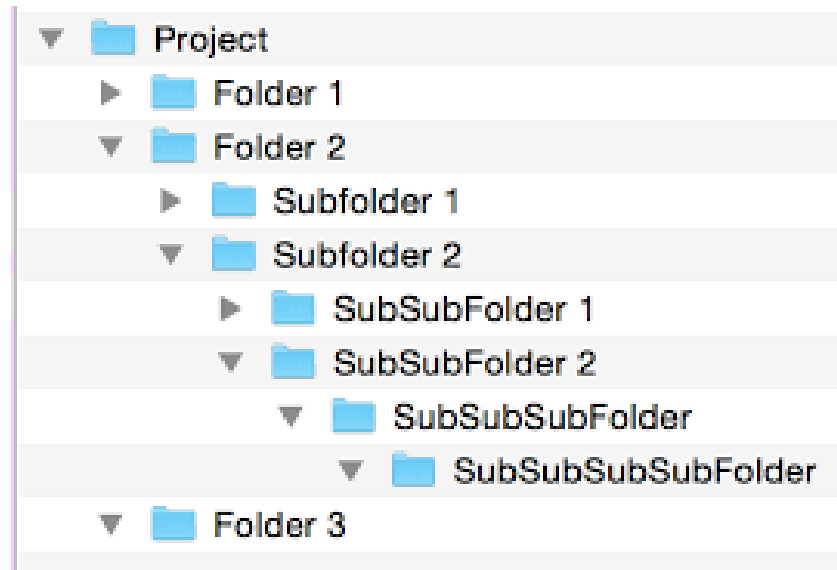 Project
Folder 1
Folder 2
Subfolder 1
Subfolder 2
SubSubFolder 1
SubSubFolder 2
SubSubSubFolder
SubSubSubSubFolder
Folder 3